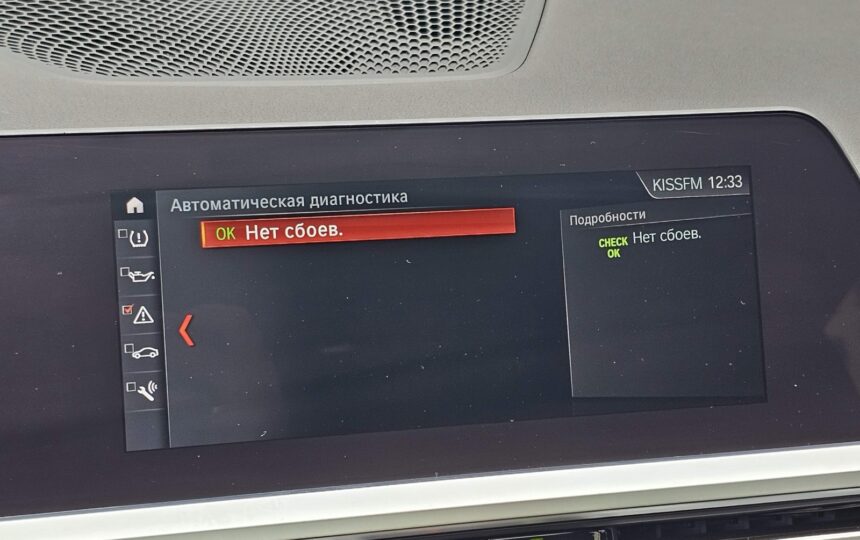 KISSFM 12:33
Автоматическая диагностика
OK Нет сбоев.
Подробности
CHECK OK Нет сбоев.